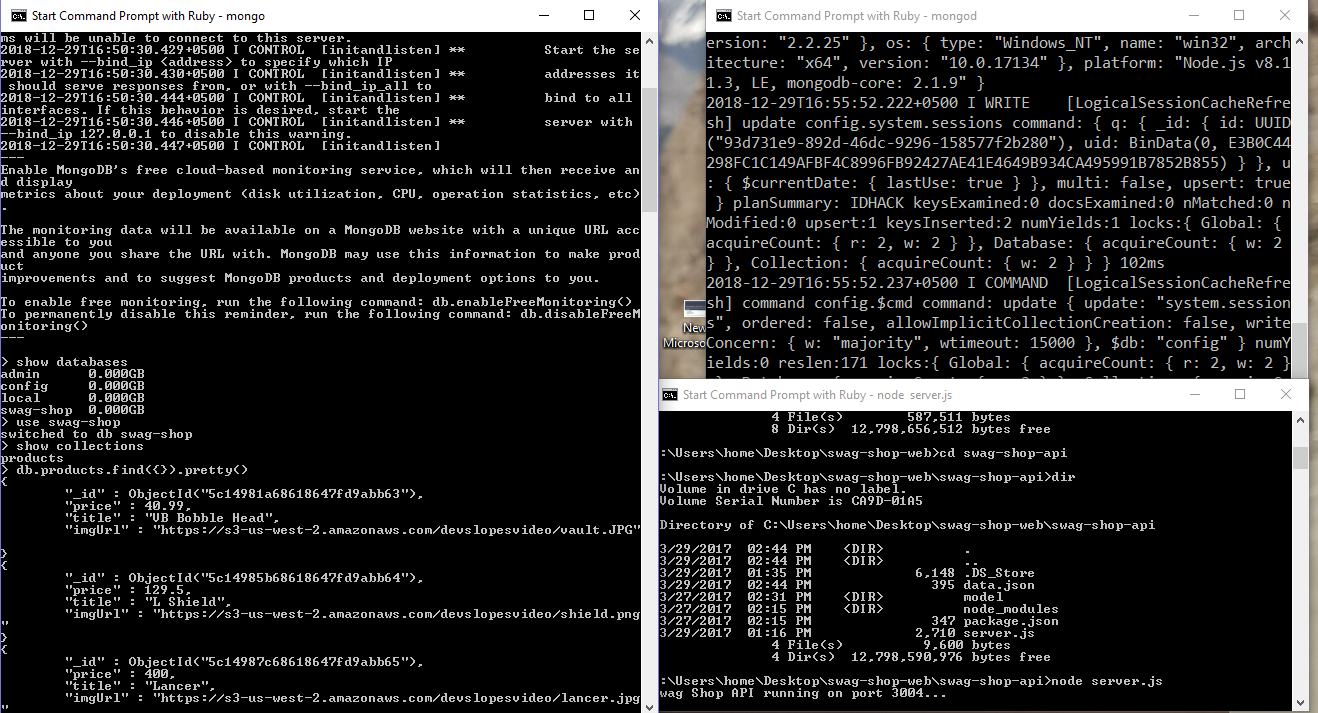 Start Command Prompt with Ruby - mongo
ms will be unable to connect to this server.
2018-12-29T16:50:30.429+0500 I CONTROL  [initandlisten] **          Start the se
rver with --bind_ip <address> to specify which IP
2018-12-29T16:50:30.430+0500 I CONTROL  [initandlisten] **          addresses it
 should serve responses from, or with --bind_ip_all to
2018-12-29T16:50:30.444+0500 I CONTROL  [initandlisten] **          bind to all
interfaces. If this behavior is desired, start the
2018-12-29T16:50:30.446+0500 I CONTROL  [initandlisten] **          server with
--bind_ip 127.0.0.1 to disable this warning.
2018-12-29T16:50:30.447+0500 I CONTROL  [initandlisten]
---
Enable MongoDB's free cloud-based monitoring service, which will then receive an
d display
metrics about your deployment (disk utilization, CPU, operation statistics, etc)
.
The monitoring data will be available on a MongoDB website with a unique URL acc
essible to you
and anyone you share the URL with. MongoDB may use this information to make prod
uct
improvements and to suggest MongoDB products and deployment options to you.
To enable free monitoring, run the following command: db.enableFreeMonitoring()
To permanently disable this reminder, run the following command: db.disableFreeM
onitoring()
---
> show databases
admin      0.000GB
config     0.000GB
local      0.000GB
swag-shop  0.000GB
> use swag-shop
switched to db swag-shop
> show collections
products
> db.products.find({}).pretty()
{
"_id" : ObjectId("5c14981a68618647fd9abb63"),
"price" : 40.99,
"title" : "VB Bobble Head",
"imgUrl" : "https://s3-us-west-2.amazonaws.com/devslopesvideo/vault.JPG"
}
{
"_id" : ObjectId("5c14985b68618647fd9abb64"),
"price" : 129.5,
"title" : "L Shield",
"imgUrl" : "https://s3-us-west-2.amazonaws.com/devslopesvideo/shield.png
"
}
{
"_id" : ObjectId("5c14987c68618647fd9abb65"),
"price" : 400,
"title" : "Lancer",
"imgUrl" : "https://s3-us-west-2.amazonaws.com/devslopesvideo/lancer.jpg
"
New
Microso
Start Command Prompt with Ruby - mongod
ersion: "2.2.25" }, os: { type: "Windows_NT", name: "win32", arch
itecture: "x64", version: "10.0.17134" }, platform: "Node.js v8.1
1.3, LE, mongodb-core: 2.1.9" }
2018-12-29T16:55:52.222+0500 I WRITE    [LogicalSessionCacheRefre
sh] update config.system.sessions command: { q: { _id: { id: UUID
("93d731e9-892d-46dc-9296-158577f2b280"), uid: BinData(0, E3B0C44
298FC1C149AFBF4C8996FB92427AE41E4649B934CA495991B7852B855) } }, u
: { $currentDate: { lastUse: true } }, multi: false, upsert: true
 } planSummary: IDHACK keysExamined:0 docsExamined:0 nMatched:0 n
Modified:0 upsert:1 keysInserted:2 numYields:1 locks:{ Global: {
acquireCount: { r: 2, w: 2 } }, Database: { acquireCount: { w: 2
} }, Collection: { acquireCount: { w: 2 } } } 102ms
2018-12-29T16:55:52.237+0500 I COMMAND  [LogicalSessionCacheRefre
sh] command config.$cmd command: update { update: "system.session
s", ordered: false, allowImplicitCollectionCreation: false, write
Concern: { w: "majority", wtimeout: 15000 }, $db: "config" } numY
ields:0 reslen:171 locks:{ Global: { acquireCount: { r: 2, w: 2 }
Start Command Prompt with Ruby - node  server.js
4 File(s)        587,511 bytes
8 Dir(s)  12,798,656,512 bytes free
:\Users\home\Desktop\swag-shop-web>cd swag-shop-api
:\Users\home\Desktop\swag-shop-web\swag-shop-api>dir
Volume in drive C has no label.
Volume Serial Number is CA9D-01A5
Directory of C:\Users\home\Desktop\swag-shop-web\swag-shop-api
3/29/2017  02:44 PM    <DIR>          .
3/29/2017  02:44 PM    <DIR>          ..
3/29/2017  01:35 PM             6,148 .DS_Store
3/29/2017  02:44 PM               395 data.json
3/27/2017  02:31 PM    <DIR>          model
3/27/2017  02:15 PM    <DIR>          node_modules
3/27/2017  02:15 PM               347 package.json
3/29/2017  01:16 PM             2,710 server.js
4 File(s)          9,600 bytes
4 Dir(s)  12,798,590,976 bytes free
:\Users\home\Desktop\swag-shop-web\swag-shop-api>node server.js
wag Shop API running on port 3004...